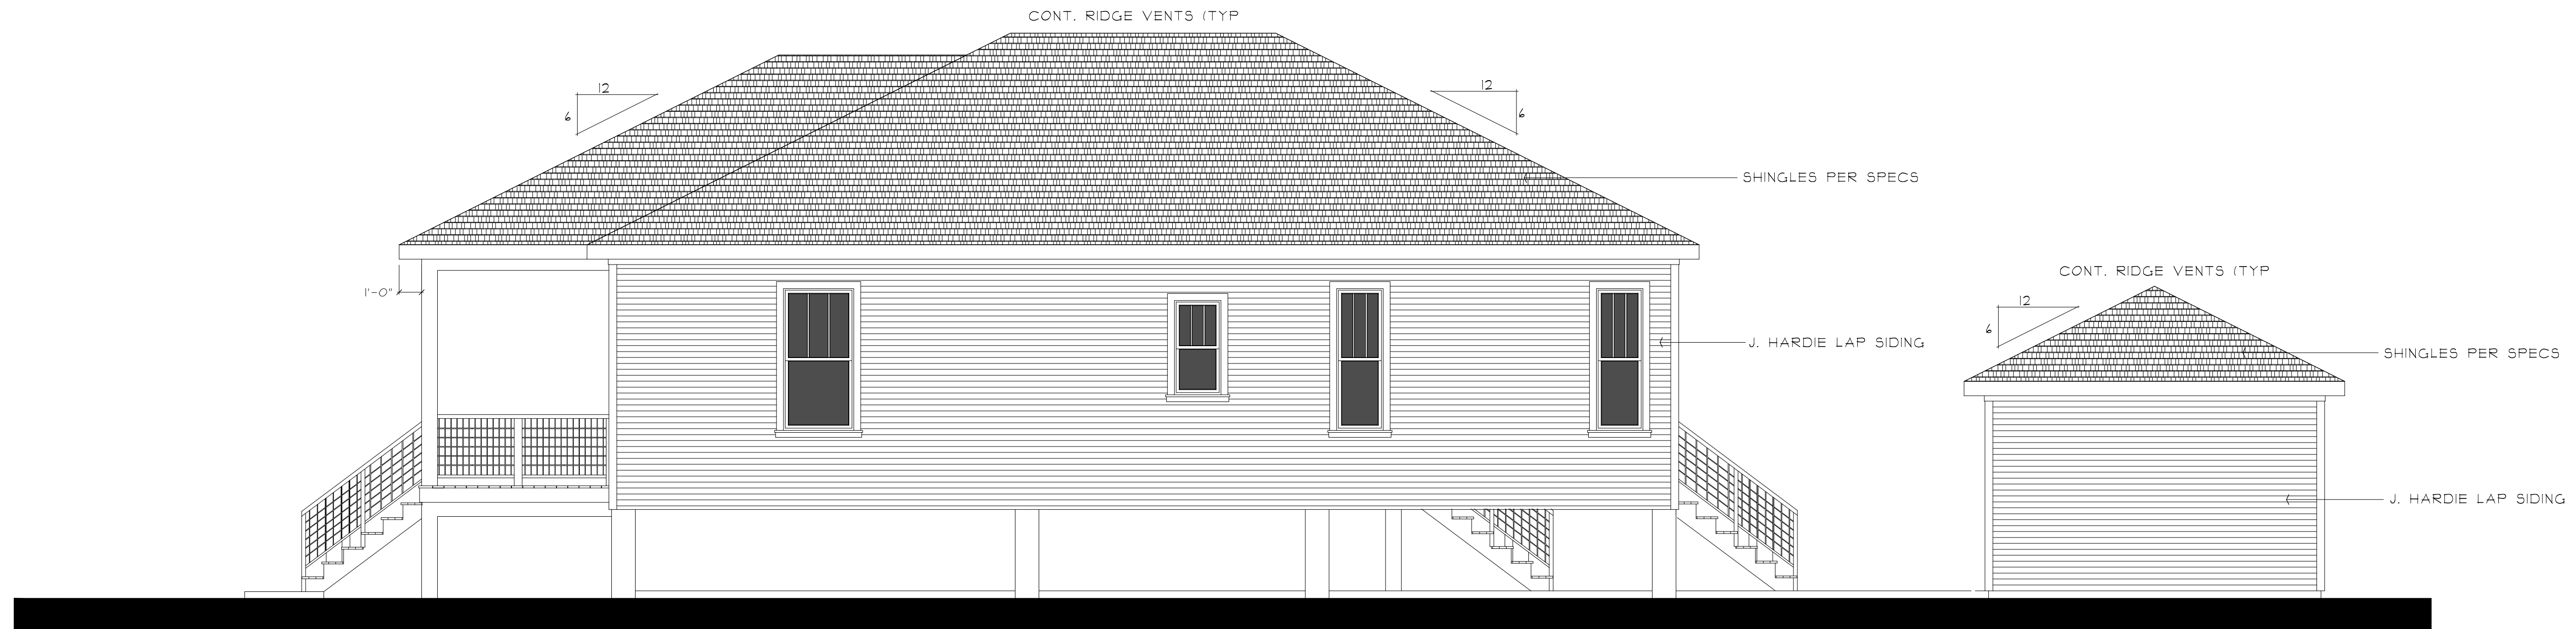 CONT. RIDGE VENTS (TYP
12
6
12
6
SHINGLES PER SPECS
CONT. RIDGE VENTS (TYP
1'-0"
12
6
J. HARDIE LAP SIDING
SHINGLES PER SPECS
J. HARDIE LAP SIDING